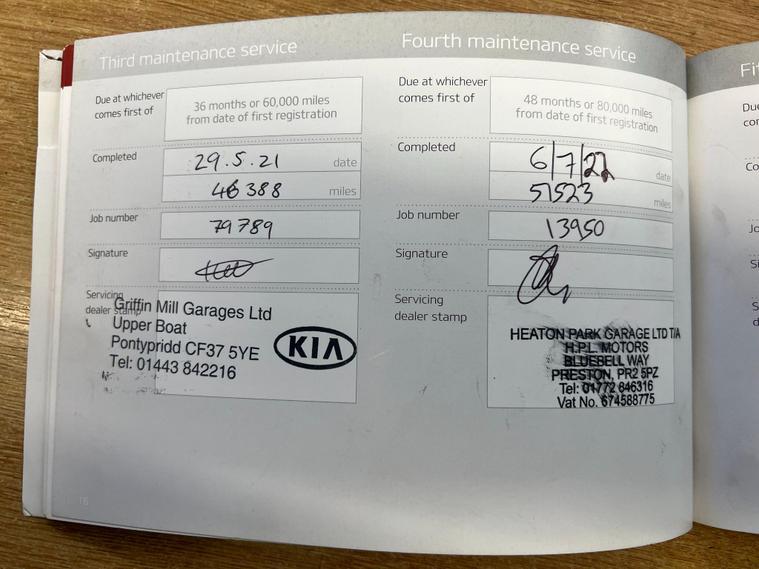 Third maintenance service
Due at whichever
comes first of
36 months or 60,000 miles
from date of first registration
Completed
29.5.21 date
46388 miles
Job number
79789
Signature
Servicing
dealer stamp
Griffin Mill Garages Ltd
Upper Boat
Pontypridd CF37 5YE
Tel: 01443 842216
KIA
16
Fourth maintenance service
Due at whichever
comes first of
48 months or 80,000 miles
from date of first registration
Completed
6/7/22 date
51523 miles
Job number
13950
Signature
Servicing
dealer stamp
HEATON PARK GARAGE LTD T/A
H.P.L. MOTORS
BLUEBELL WAY
PRESTON, PR2 5PZ
Tel: 01772 846316
Vat No. 674588775